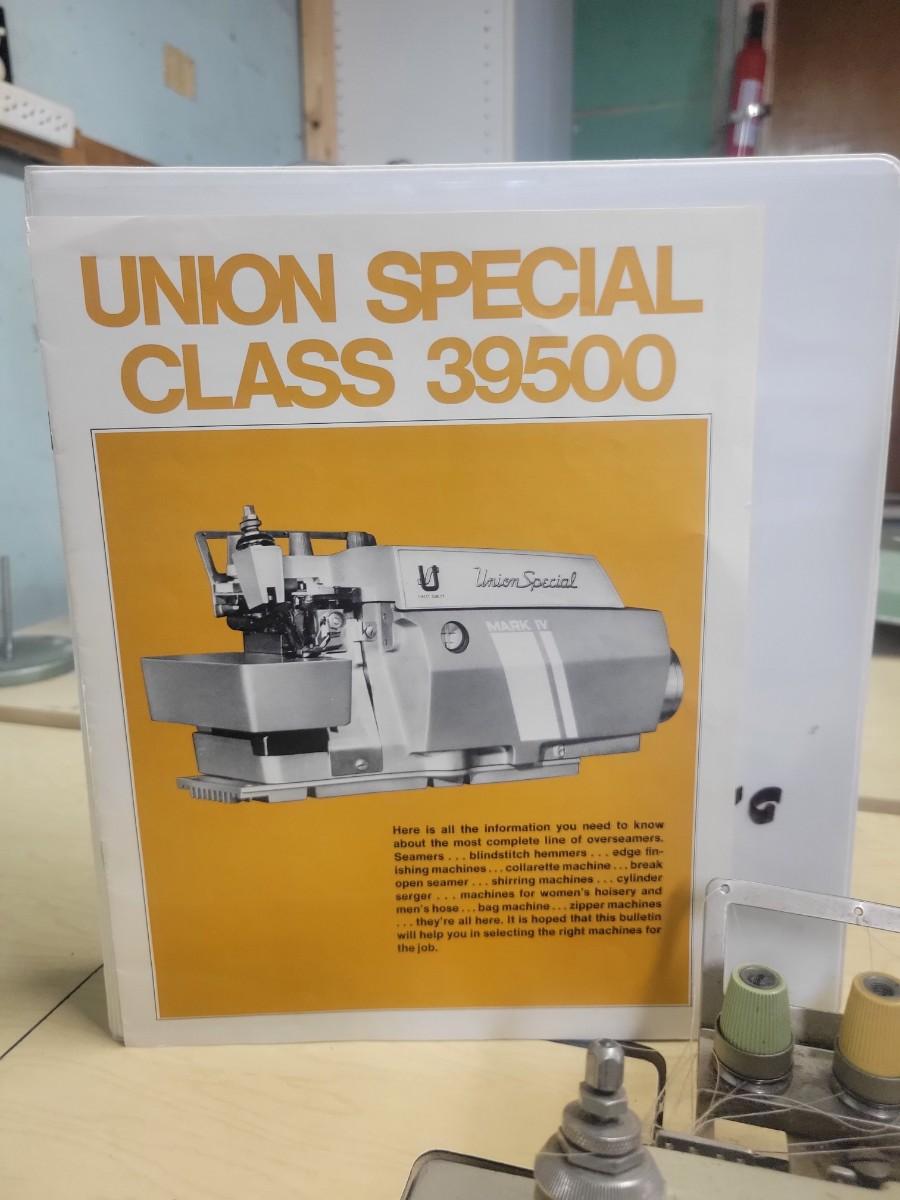 UNION SPECIAL
CLASS 39500
Union Special
MARK IV
Here is all the information you need to know
about the most complete line of overseamers.
Seamers . . . blindstitch hemmers . . . edge fin-
ishing machines . . . collarette machine . . . break
open seamer . . . shirring machines . . . cylinder
serger . . . machines for women's hoisery and
men's hose . . . bag machine . . . zipper machines
. . . they're all here. It is hoped that this bulletin
will help you in selecting the right machines for
the job.